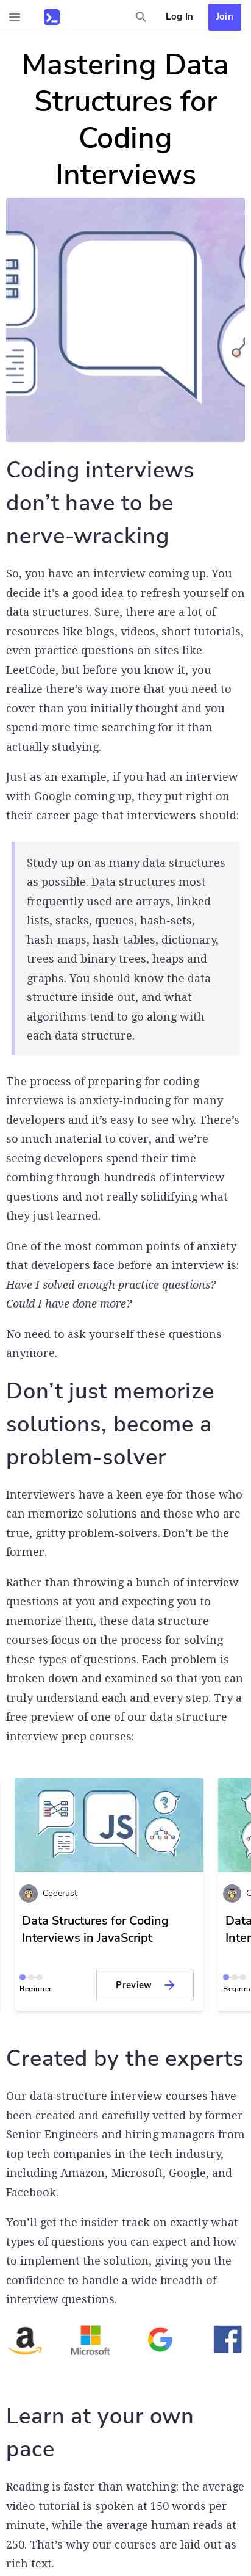 Log In
Join
Mastering Data
Structures for
Coding
Interviews
Coding interviews
don’t have to be
nerve-wracking
So, you have an interview coming up. You
decide it’s a good idea to refresh yourself on
data structures. Sure, there are a lot of
resources like blogs, videos, short tutorials,
even practice questions on sites like
LeetCode, but before you know it, you
realize there’s way more that you need to
cover than you initially thought and you
spend more time searching for it than
actually studying.
Just as an example, if you had an interview
with Google coming up, they put right on
their career page that interviewers should:
Study up on as many data structures
as possible. Data structures most
frequently used are arrays, linked
lists, stacks, queues, hash-sets,
hash-maps, hash-tables, dictionary,
trees and binary trees, heaps and
graphs. You should know the data
structure inside out, and what
algorithms tend to go along with
each data structure.
The process of preparing for coding
interviews is anxiety-inducing for many
developers and it’s easy to see why. There’s
so much material to cover, and we’re
seeing developers spend their time
combing through hundreds of interview
questions and not really solidifying what
they just learned.
One of the most common points of anxiety
that developers face before an interview is:
Have I solved enough practice questions?
Could I have done more?
No need to ask yourself these questions
anymore.
Don’t just memorize
solutions, become a
problem-solver
Interviewers have a keen eye for those who
can memorize solutions and those who are
true, gritty problem-solvers. Don’t be the
former.
Rather than throwing a bunch of interview
questions at you and expecting you to
memorize them, these data structure
courses focus on the process for solving
these types of questions. Each problem is
broken down and examined so that you can
truly understand each and every step. Try a
free preview of one of our data structure
interview prep courses:
JS
Coderust
C
Data Structures for Coding
Interviews in JavaScript
Data
Inter
Beginner
Preview
Beginne
Created by the experts
Our data structure interview courses have
been created and carefully vetted by former
Senior Engineers and hiring managers from
top tech companies in the tech industry,
including Amazon, Microsoft, Google, and
Facebook.
You’ll get the insider track on exactly what
types of questions you can expect and how
to implement the solution, giving you the
confidence to handle a wide breadth of
interview questions.
Microsoft
Learn at your own
pace
Reading is faster than watching: the average
video tutorial is spoken at 150 words per
minute, while the average human reads at
250. That’s why our courses are laid out as
rich text.